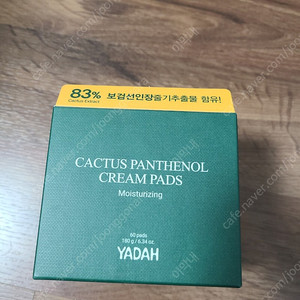 83% 보검선인장줄기추출물 함유!
Cactus Extract
CACTUS PANTHENOL
CREAM PADS
Moisturizing
60 pads
180 g / 6.34 oz.
YADAH